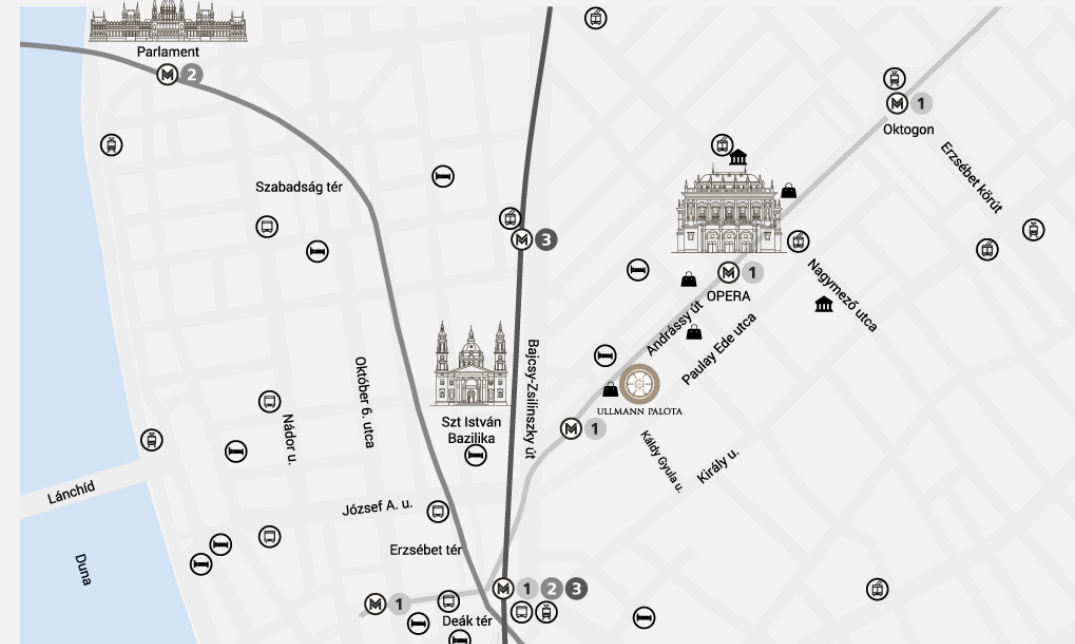 Parlament
M 2
M 1
Oktogon
Erzsébet körút
Szabadság tér
M 3
M 1
OPERA
Nagymező utca
Andrássy út
Paulay Ede utca
ULLMANN PALOTA
Bajcsy-Zsilinszky út
Október 6. utca
Szt István
Bazilika
M 1
Nádor u.
Káldy Gyula u.
Király u.
Lánchíd
József A. u.
Erzsébet tér
Duna
M 1 2 3
M 1
Deák tér